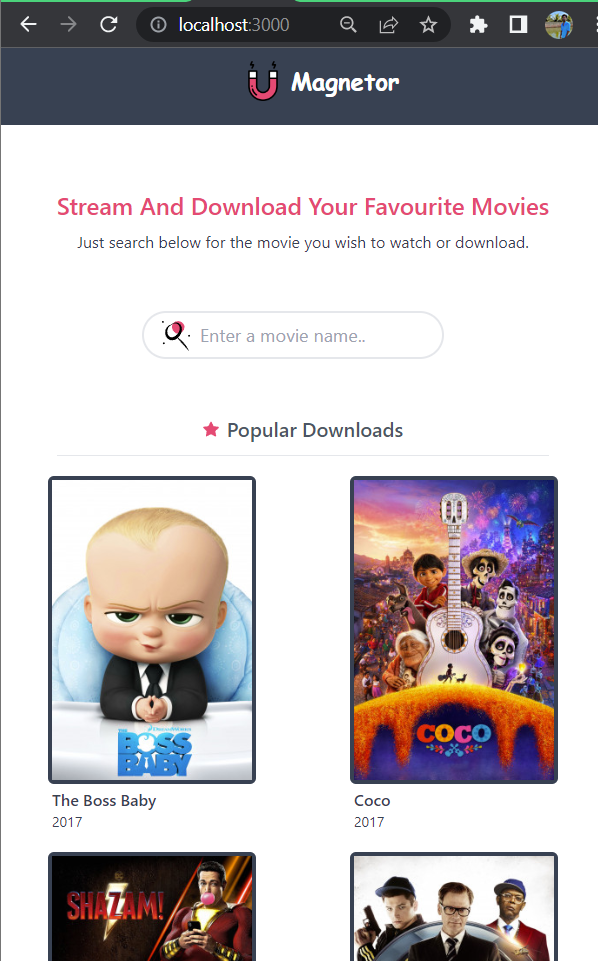 localhost:3000
Magnetor
Stream And Download Your Favourite Movies
Just search below for the movie you wish to watch or download.
Enter a movie name..
Popular Downloads
THE
BOSS
BABY
COCO
The Boss Baby
2017
Coco
2017
SHAZAM!